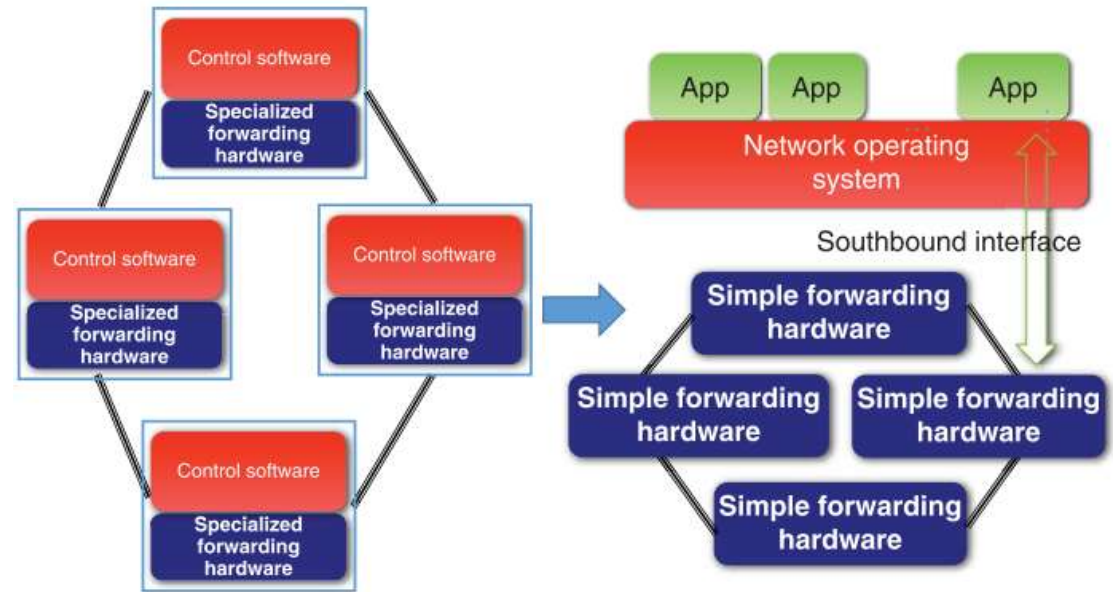 Control software
Specialized
forwarding
hardware
Control software
Specialized
forwarding
hardware
Control software
Specialized
forwarding
hardware
Control software
Specialized
forwarding
hardware
App
App
...
App
Network operating
system
Southbound interface
Simple forwarding
hardware
Simple forwarding
hardware
Simple forwarding
hardware
Simple forwarding
hardware